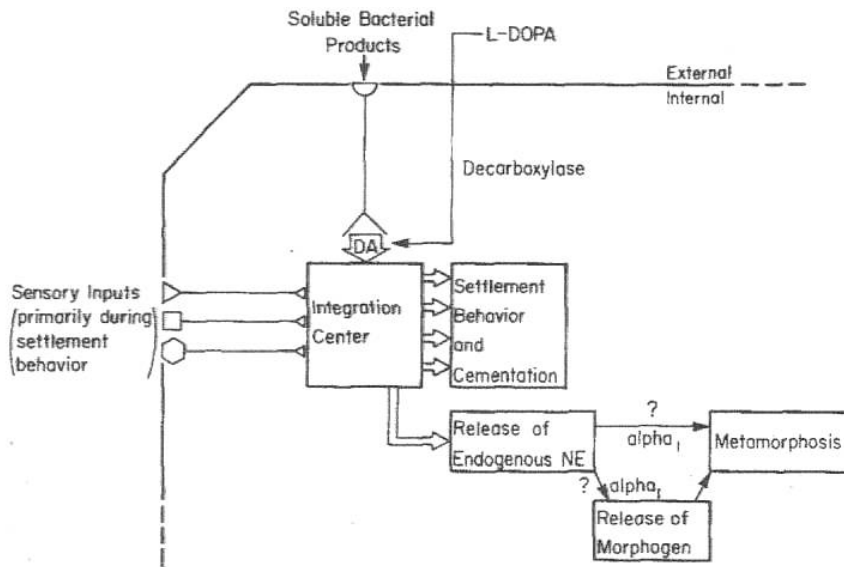 Soluble Bacterial
Products
L-DOPA
External
Internal
Decarboxylase
DA
Sensory Inputs
(primarily during
settlement
behavior)
Integration
Center
Settlement
Behavior
and
Cementation
Release of
Endogenous NE
?
alpha₁
Metamorphosis
? alpha₁
Release of
Morphogen